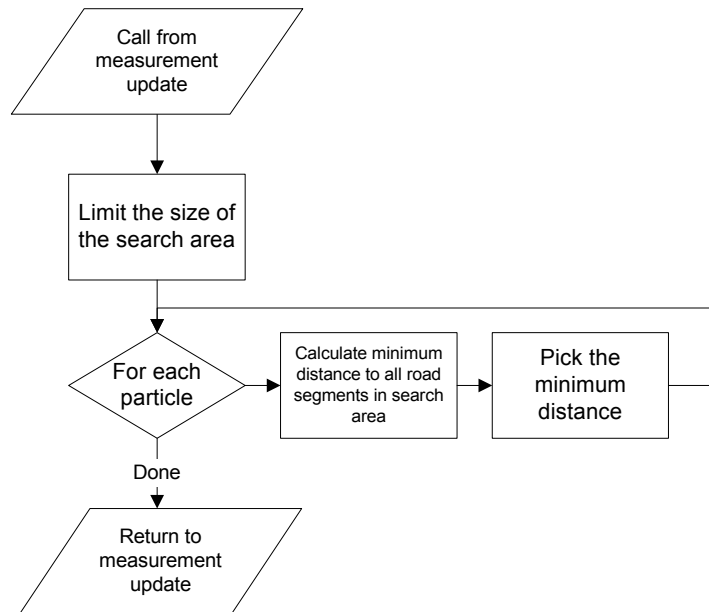 Call from
measurement
update
Limit the size of
the search area
For each
particle
Calculate minimum
distance to all road
segments in search
area
Pick the
minimum
distance
Done
Return to
measurement
update